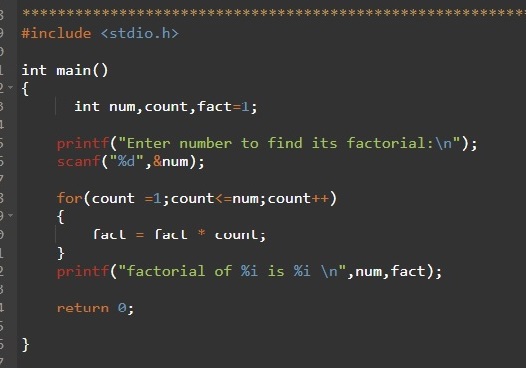 ************************************************************
#include <stdio.h>
int main()
{
int num,count,fact=1;
printf("Enter number to find its factorial:\n");
scanf("%d",&num);
for(count =1;count<=num;count++)
{
fact = fact * count;
}
printf("factorial of %i is %i \n",num,fact);
return 0;
}